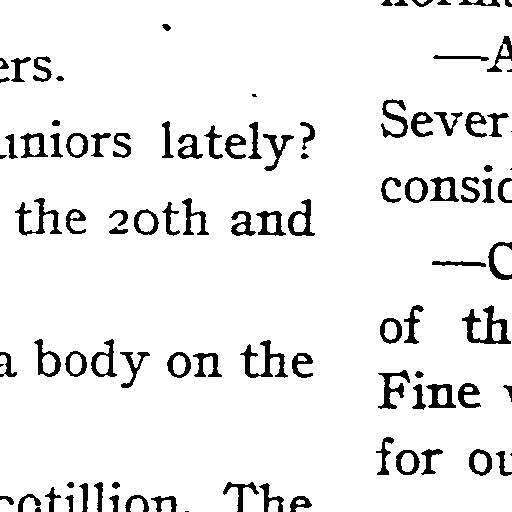 ers.
uniors lately?
the 20th and
a body on the
cotillion. The
—A
Sever
consid
—C
of th
Fine
for ou